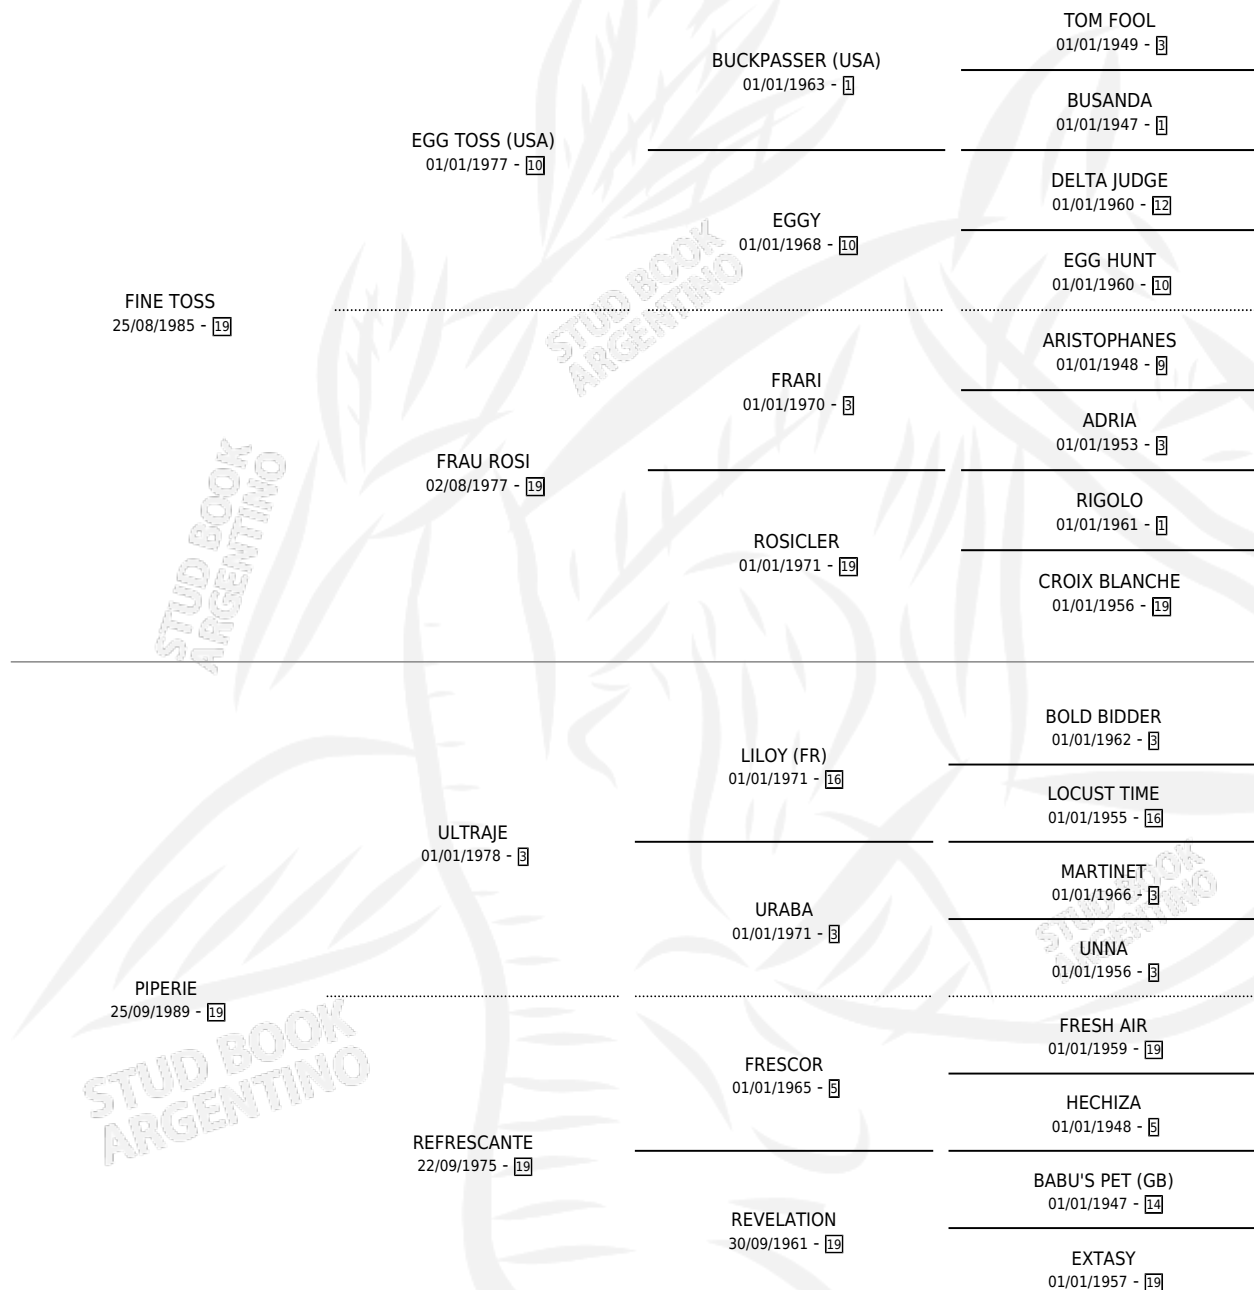 TOM FOOL
01/01/1949 - 3
BUCKPASSER (USA)
01/01/1963 - 1
BUSANDA
01/01/1947 - 1
EGG TOSS (USA)
01/01/1977 - 10
DELTA JUDGE
01/01/1960 - 12
EGGY
01/01/1968 - 10
EGG HUNT
01/01/1960 - 10
FINE TOSS
25/08/1985 - 19
ARISTOPHANES
01/01/1948 - 9
FRARI
01/01/1970 - 3
ADRIA
01/01/1953 - 3
FRAU ROSI
02/08/1977 - 19
RIGOLO
01/01/1961 - 1
ROSICLER
01/01/1971 - 19
CROIX BLANCHE
01/01/1956 - 19
BOLD BIDDER
01/01/1962 - 3
LILOY (FR)
01/01/1971 - 16
LOCUST TIME
01/01/1955 - 16
ULTRAJE
01/01/1978 - 3
MARTINET
01/01/1966 - 3
URABA
01/01/1971 - 3
UNNA
01/01/1956 - 3
PIPERIE
25/09/1989 - 19
FRESH AIR
01/01/1959 - 19
FRESCOR
01/01/1965 - 5
HECHIZA
01/01/1948 - 5
REFRESCANTE
22/09/1975 - 19
BABU'S PET (GB)
01/01/1947 - 14
REVELATION
30/09/1961 - 19
EXTASY
01/01/1957 - 19
STUD BOOK
ARGENTINO
STUD BOOK
ARGENTINO
STUD BOOK
ARGENTINO
STUD BOOK
ARGENTINO